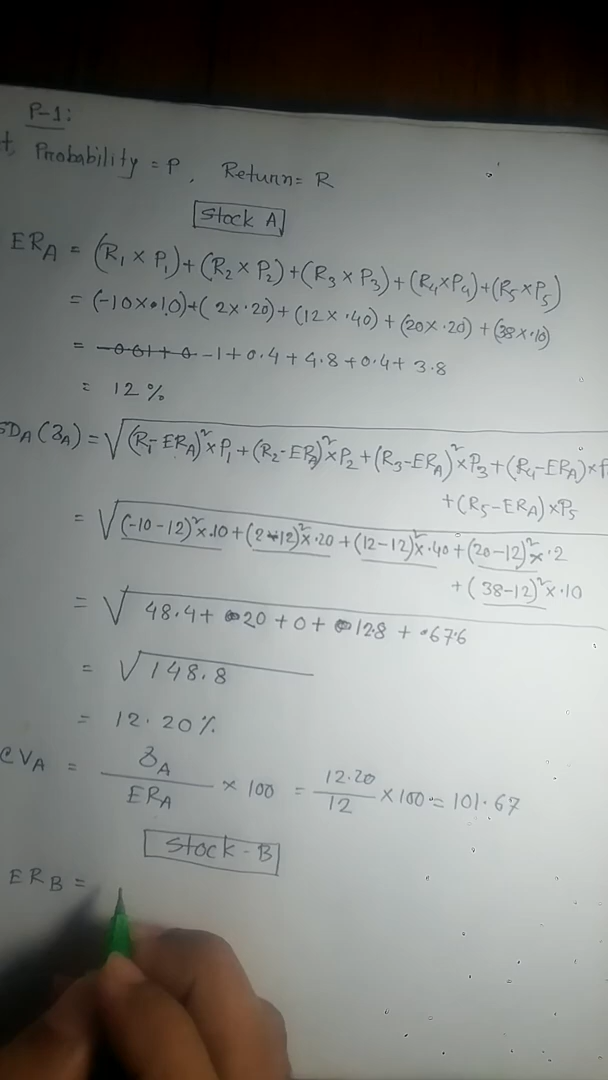 P-1:
t, Probability = P, Return = R
Stock A
ERA = (R₁ × P₁) + (R₂ × P₂) + (R₃ × P₃) + (R₄ × P₄) + (R₅ × P₅)
= (-10×.10) + (2×.20) + (12×.40) + (20×.20) + (38×.10)
= -1 + 0.4 + 4.8 + 0.4 + 3.8
= 12%
SDA (ƷA) = √(R₁-ERA)²×P₁ + (R₂-ERA)²×P₂ + (R₃-ERA)²×P₃ + (R₄-ERA)×P
+ (R₅-ERA)×P₅
= √(-10-12)²×.10 + (2-12)²×.20 + (12-12)²×.40 + (20-12)²×.2
+ (38-12)²×.10
= √48.4 + 20 + 0 + 12.8 + 67.6
= √148.8
= 12.20%
CVA = ƷA / ERA × 100 = 12.20 / 12 × 100 = 101.67
Stock-B
ERB =